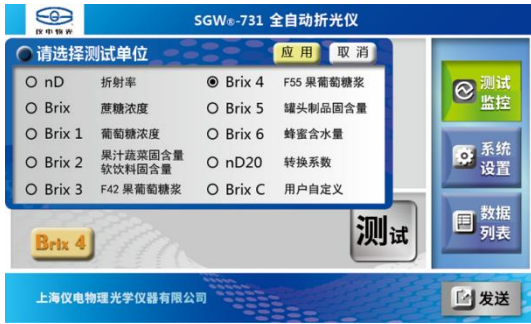 仪电物光
SGW®-731 全自动折光仪
请选择测试单位
应用
取消
nD 折射率
Brix 4 F55 果葡萄糖浆
Brix 蔗糖浓度
Brix 5 罐头制品固含量
Brix 1 葡萄糖浓度
Brix 6 蜂蜜含水量
Brix 2 果汁蔬菜固含量
软饮料固含量
nD20 转换系数
Brix 3 F42 果葡萄糖浆
Brix C 用户自定义
测试
监控
系统
设置
数据
列表
Brix 4
测试
上海仪电物理光学仪器有限公司
发送